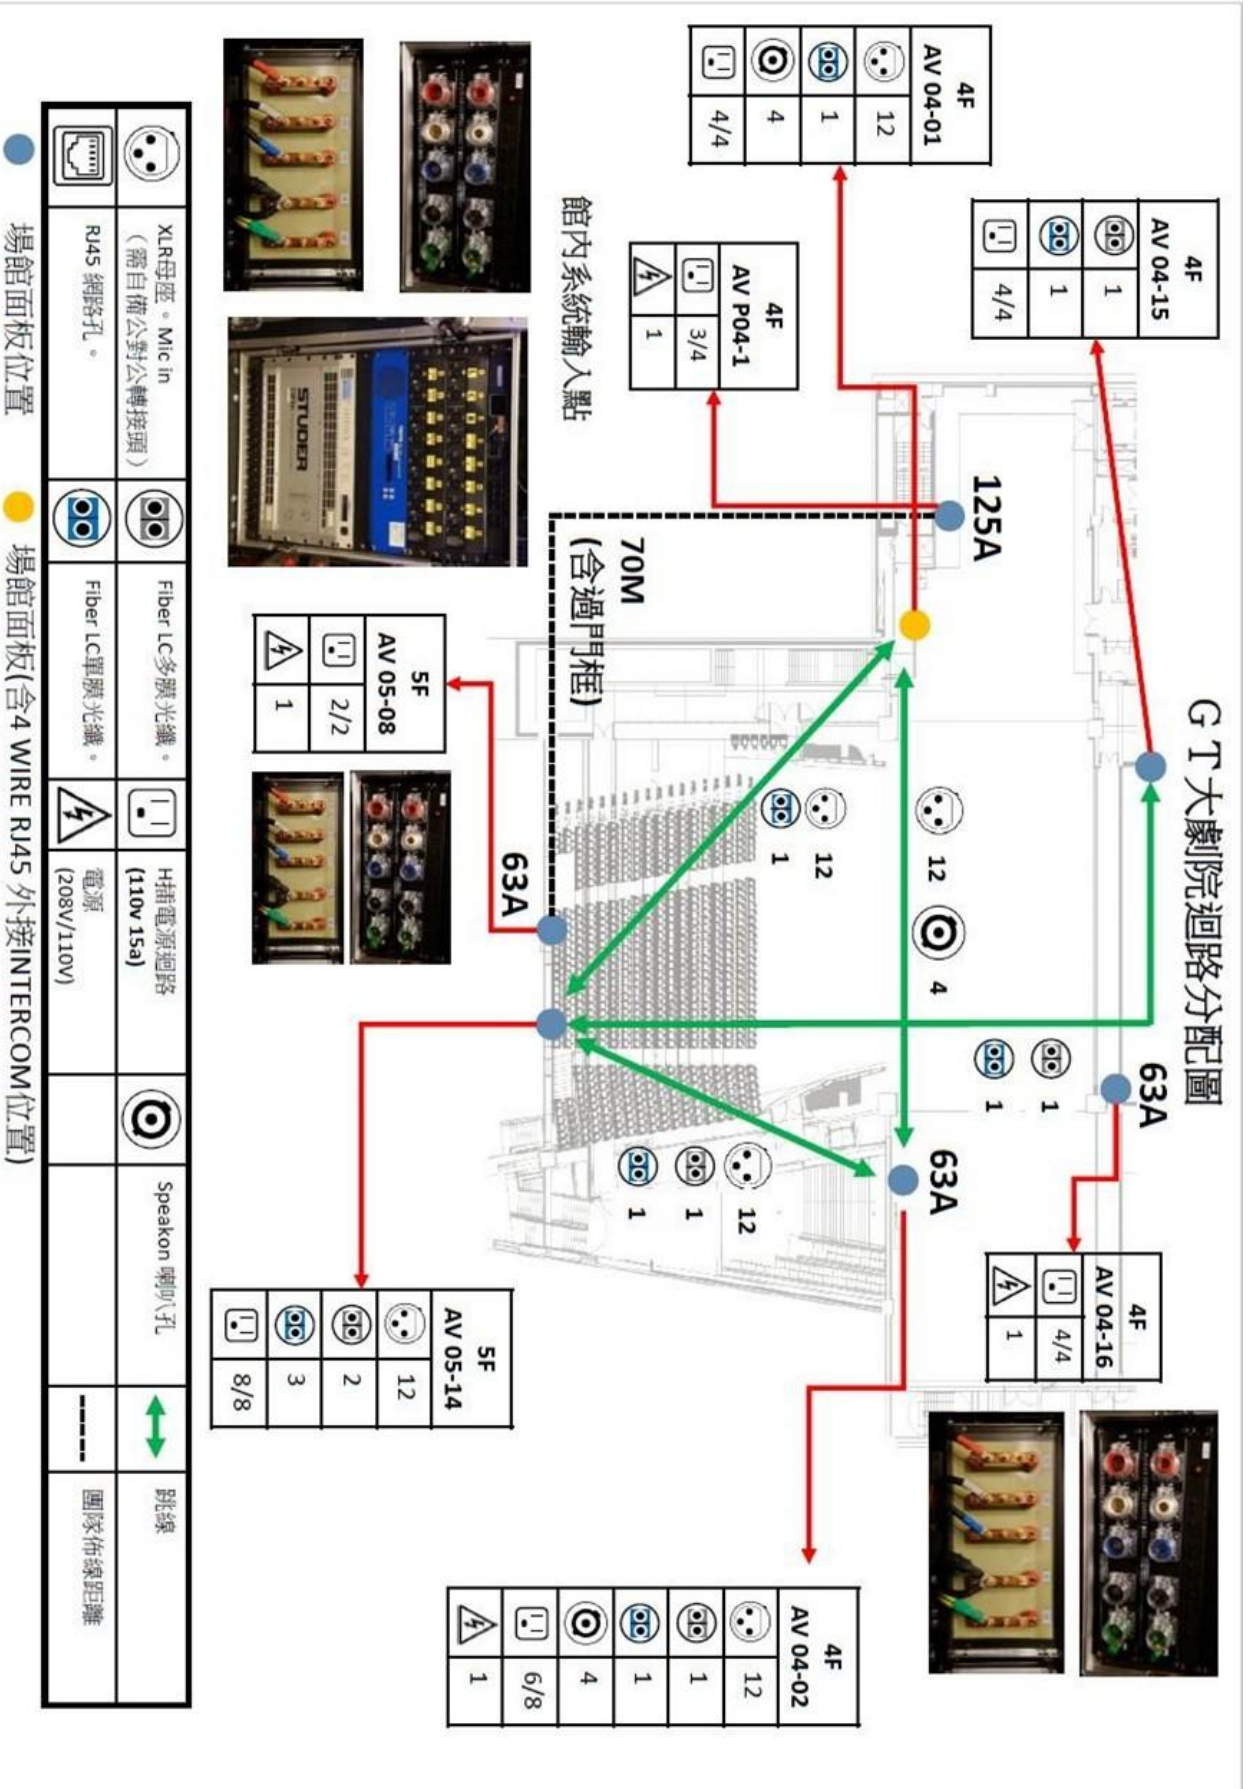 GT大劇院迴路分配圖
4F
AV 04-15
1
1
4/4
4F
AV 04-01
12
1
4
4/4
4F
AV P04-1
3/4
1
館內系統輸入點
125A
70M
(含過門框)
STUDER
5F
AV 05-08
2/2
1
63A
12
1
12
4
1
1
63A
4F
AV 04-16
4/4
1
63A
12
1
1
5F
AV 05-14
12
2
3
8/8
4F
AV 04-02
12
1
1
4
6/8
1
XLR母座。Mic in
（需自備公對公轉接頭）
Fiber LC多膜光纖。
H插電源迴路
(110v 15a)
Speakon 喇叭孔
跳線
RJ45 網路孔。
Fiber LC單膜光纖。
電源
(208V/110V)
團隊佈線距離
場館面板位置
場館面板(含4 WIRE RJ45 外接INTERCOM位置)